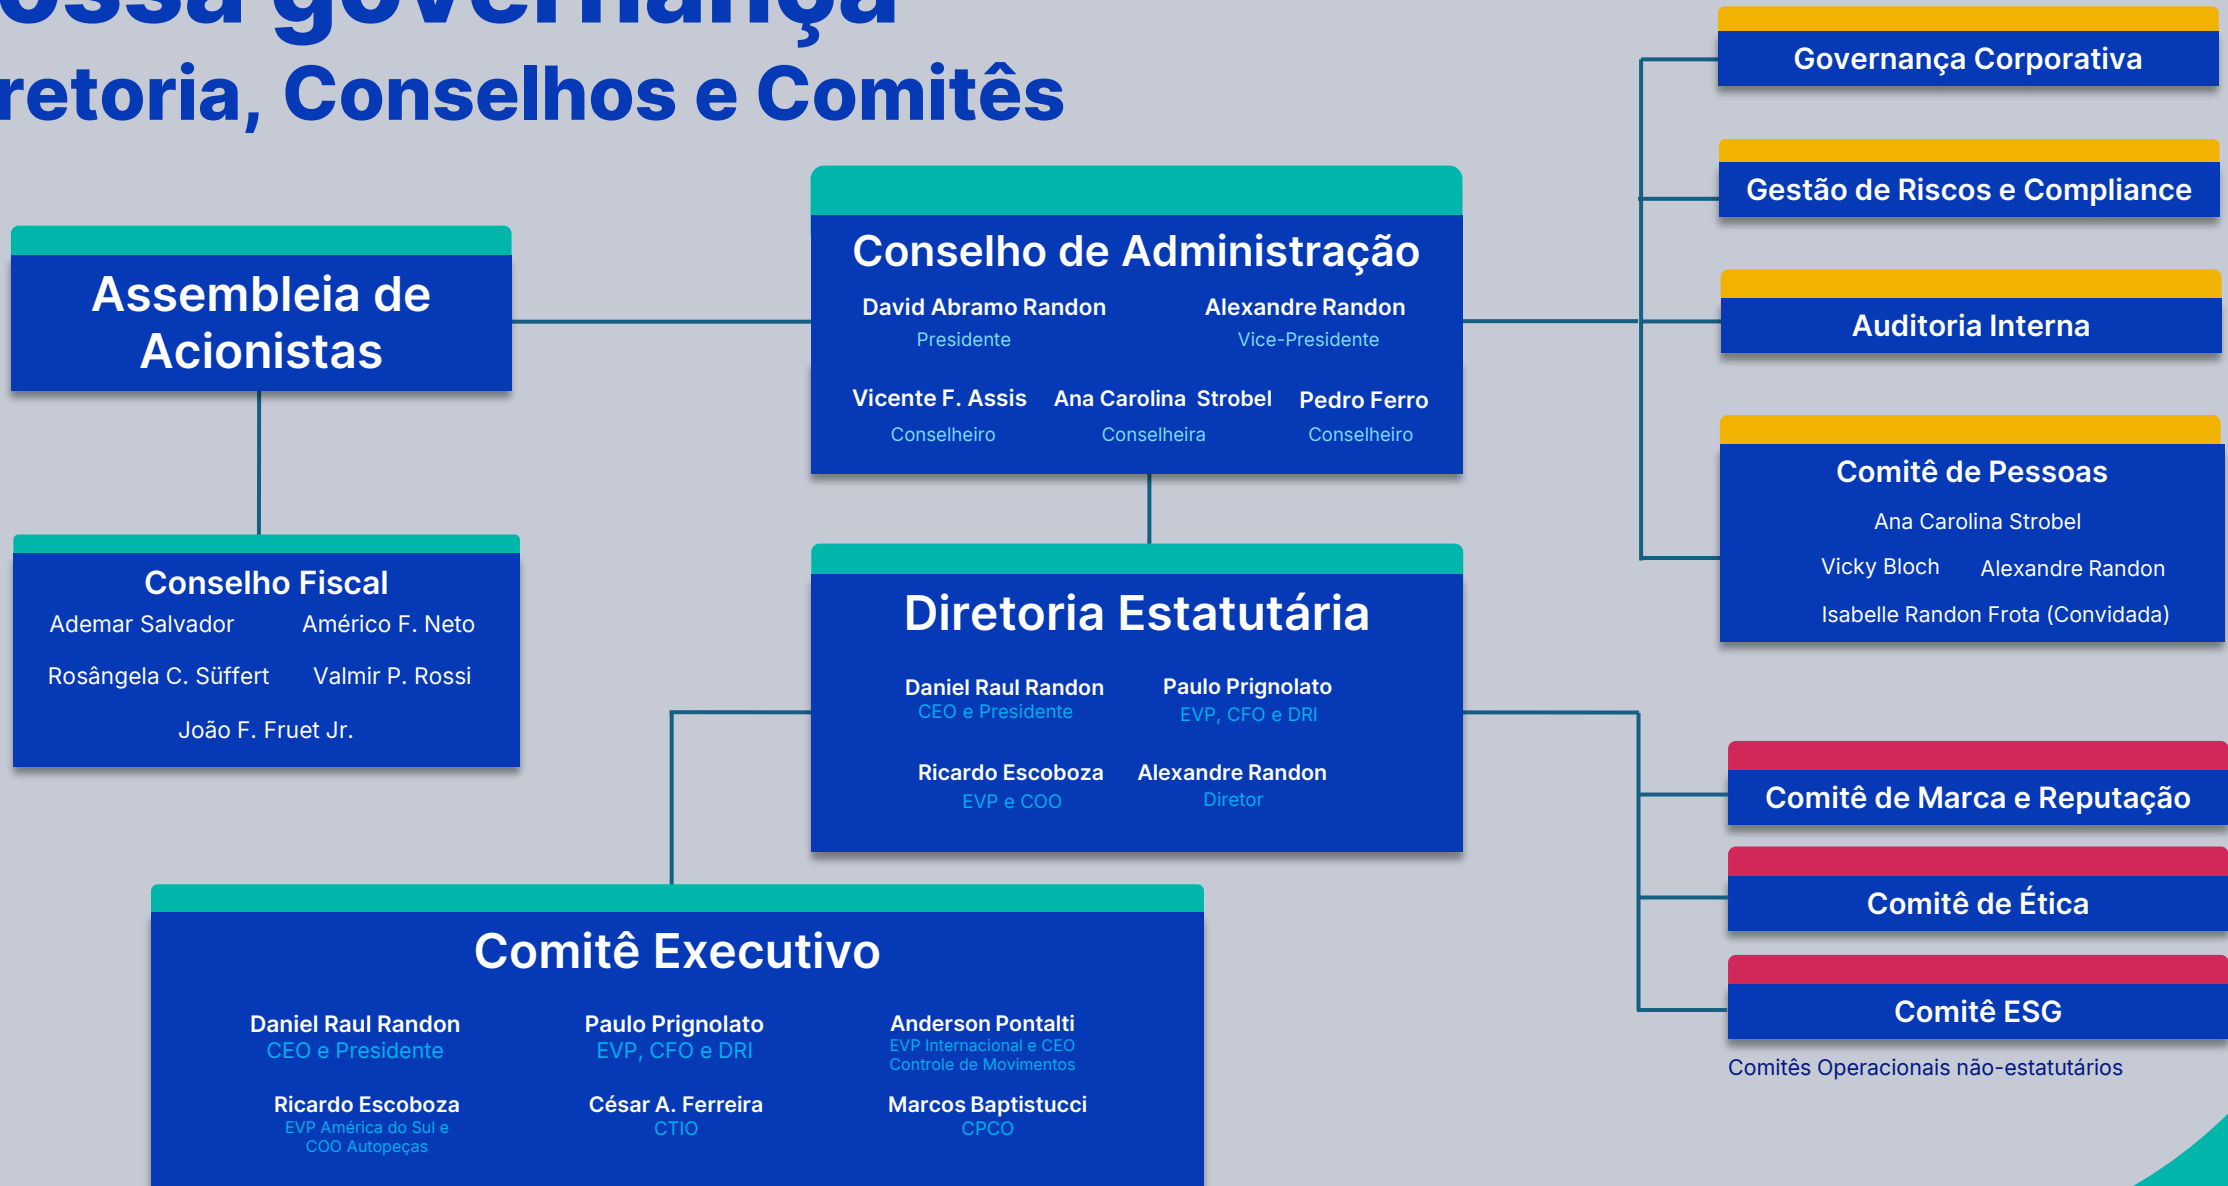 ossa governança
retoria, Conselhos e Comitês
Governança Corporativa
Gestão de Riscos e Compliance
Auditoria Interna
Comitê de Pessoas
Ana Carolina Strobel
Vicky Bloch Alexandre Randon
Isabelle Randon Frota (Convidada)
Assembleia de
Acionistas
Conselho de Administração
David Abramo Randon Alexandre Randon
Presidente Vice-Presidente
Vicente F. Assis Ana Carolina Strobel Pedro Ferro
Conselheiro Conselheira Conselheiro
Conselho Fiscal
Ademar Salvador Américo F. Neto
Rosângela C. Süffert Valmir P. Rossi
João F. Fruet Jr.
Diretoria Estatutária
Daniel Raul Randon Paulo Prignolato
CEO e Presidente EVP, CFO e DRI
Ricardo Escoboza Alexandre Randon
EVP e COO Diretor
Comitê de Marca e Reputação
Comitê de Ética
Comitê ESG
Comitês Operacionais não-estatutários
Comitê Executivo
Daniel Raul Randon Paulo Prignolato Anderson Pontalti
CEO e Presidente EVP, CFO e DRI EVP Internacional e CEO
Controle de Movimentos
Ricardo Escoboza César A. Ferreira Marcos Baptistucci
EVP América do Sul e CTIO CPCO
COO Autopeças